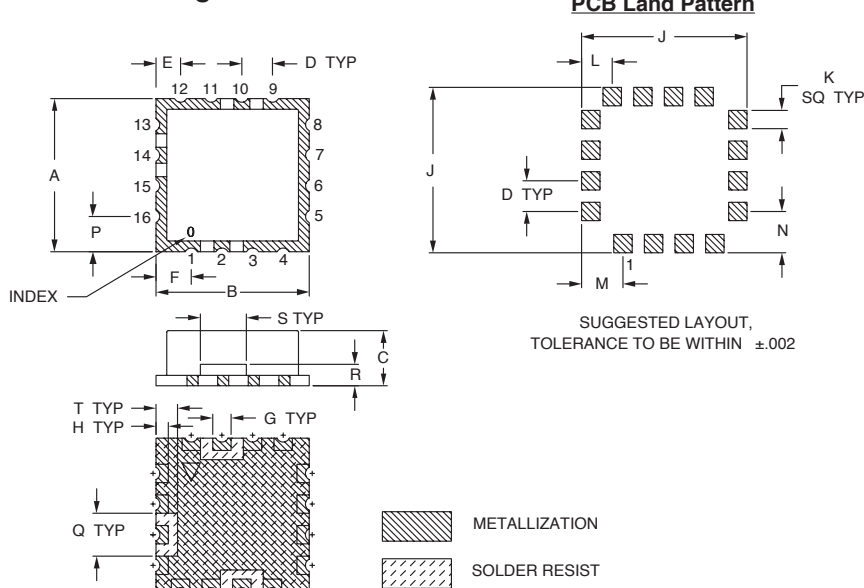 PCB Land Pattern
E
D TYP
12 11 10 9
13
14
15
16
8
7
6
5
A
P
0
1 2 3 4
F
B
INDEX
J
L
K
SQ TYP
J
D TYP
N
1
M
SUGGESTED LAYOUT,
TOLERANCE TO BE WITHIN ±.002
S TYP
C
R
T TYP
H TYP
G TYP
Q TYP
METALLIZATION
SOLDER RESIST